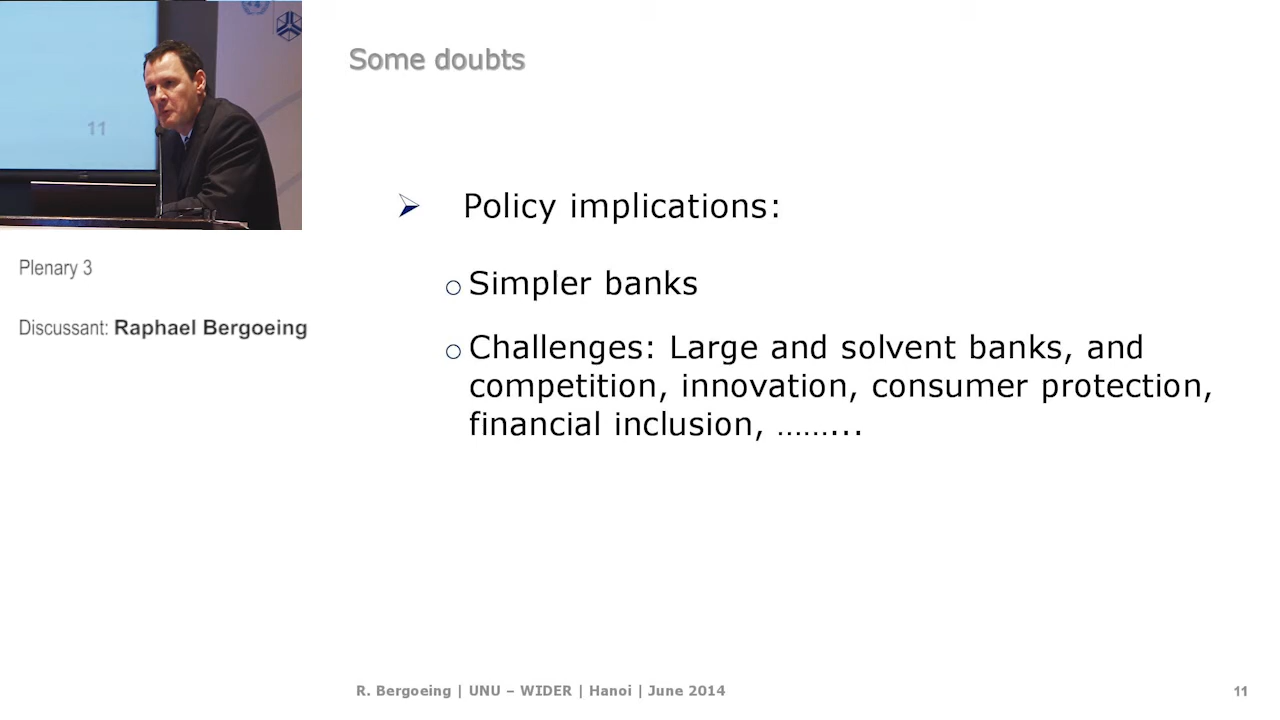 11
Some doubts
Policy implications:
Simpler banks
Challenges: Large and solvent banks, and
competition, innovation, consumer protection,
financial inclusion, ……...
Plenary 3
Discussant: Raphael Bergoeing
R. Bergoeing | UNU – WIDER | Hanoi | June 2014
11